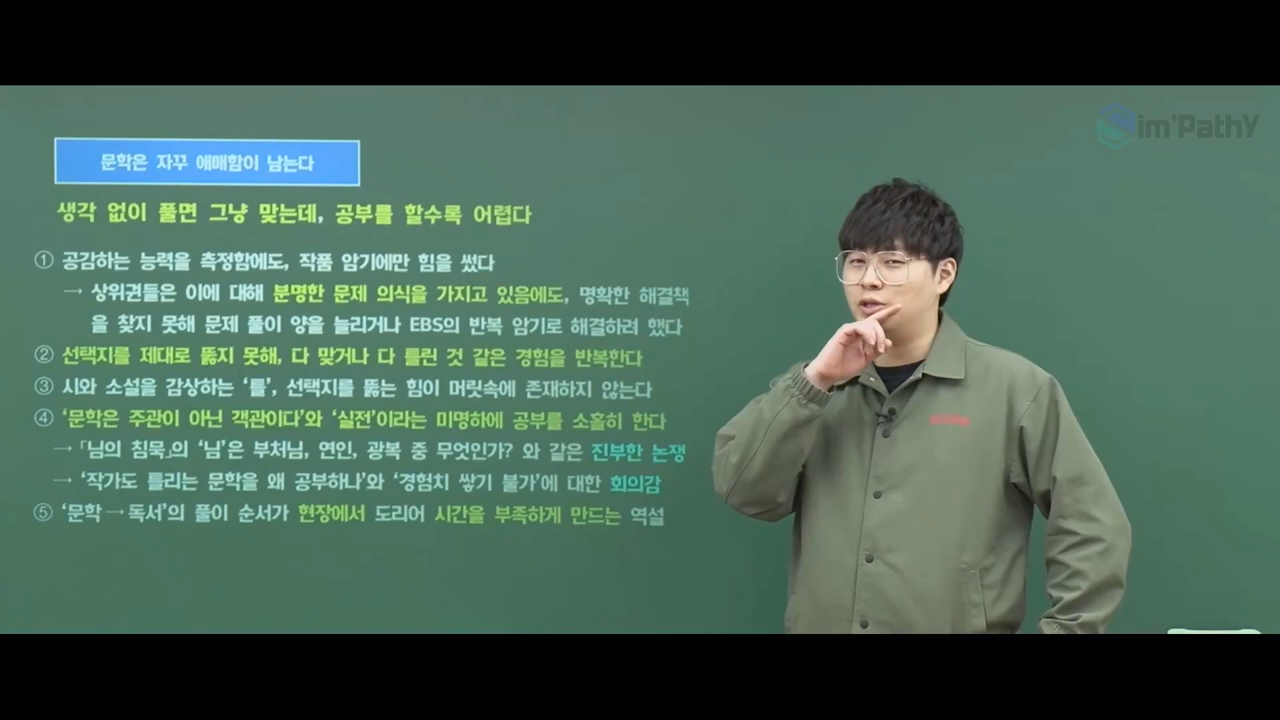 im'PathY
문학은 자꾸 애매함이 남는다
생각 없이 풀면 그냥 맞는데, 공부를 할수록 어렵다
① 공감하는 능력을 측정함에도, 작품 암기에만 힘을 썼다
→ 상위권들은 이에 대해 분명한 문제 의식을 가지고 있음에도, 명확한 해결책
을 찾지 못해 문제 풀이 양을 늘리거나 EBS의 반복 암기로 해결하려 했다
② 선택지를 제대로 뚫지 못해, 다 맞거나 다 틀린 것 같은 경험을 반복한다
③ 시와 소설을 감상하는 ‘틀’, 선택지를 뚫는 힘이 머릿속에 존재하지 않는다
④ ‘문학은 주관이 아닌 객관이다’와 ‘실전’이라는 미명하에 공부를 소홀히 한다
→ 「님의 침묵」의 ‘님’은 부처님, 연인, 광복 중 무엇인가? 와 같은 진부한 논쟁
→ ‘작가도 틀리는 문학을 왜 공부하나’와 ‘경험치 쌓기 불가’에 대한 회의감
⑤ ‘문학→독서’의 풀이 순서가 현장에서 도리어 시간을 부족하게 만드는 역설